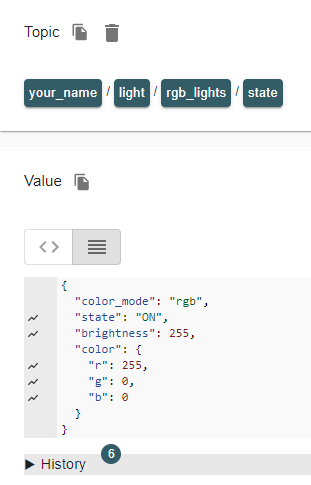 Topic
your_name / light / rgb_lights / state
Value
<>
{
  "color_mode": "rgb",
  "state": "ON",
  "brightness": 255,
  "color": {
    "r": 255,
    "g": 0,
    "b": 0
  }
}
History 6